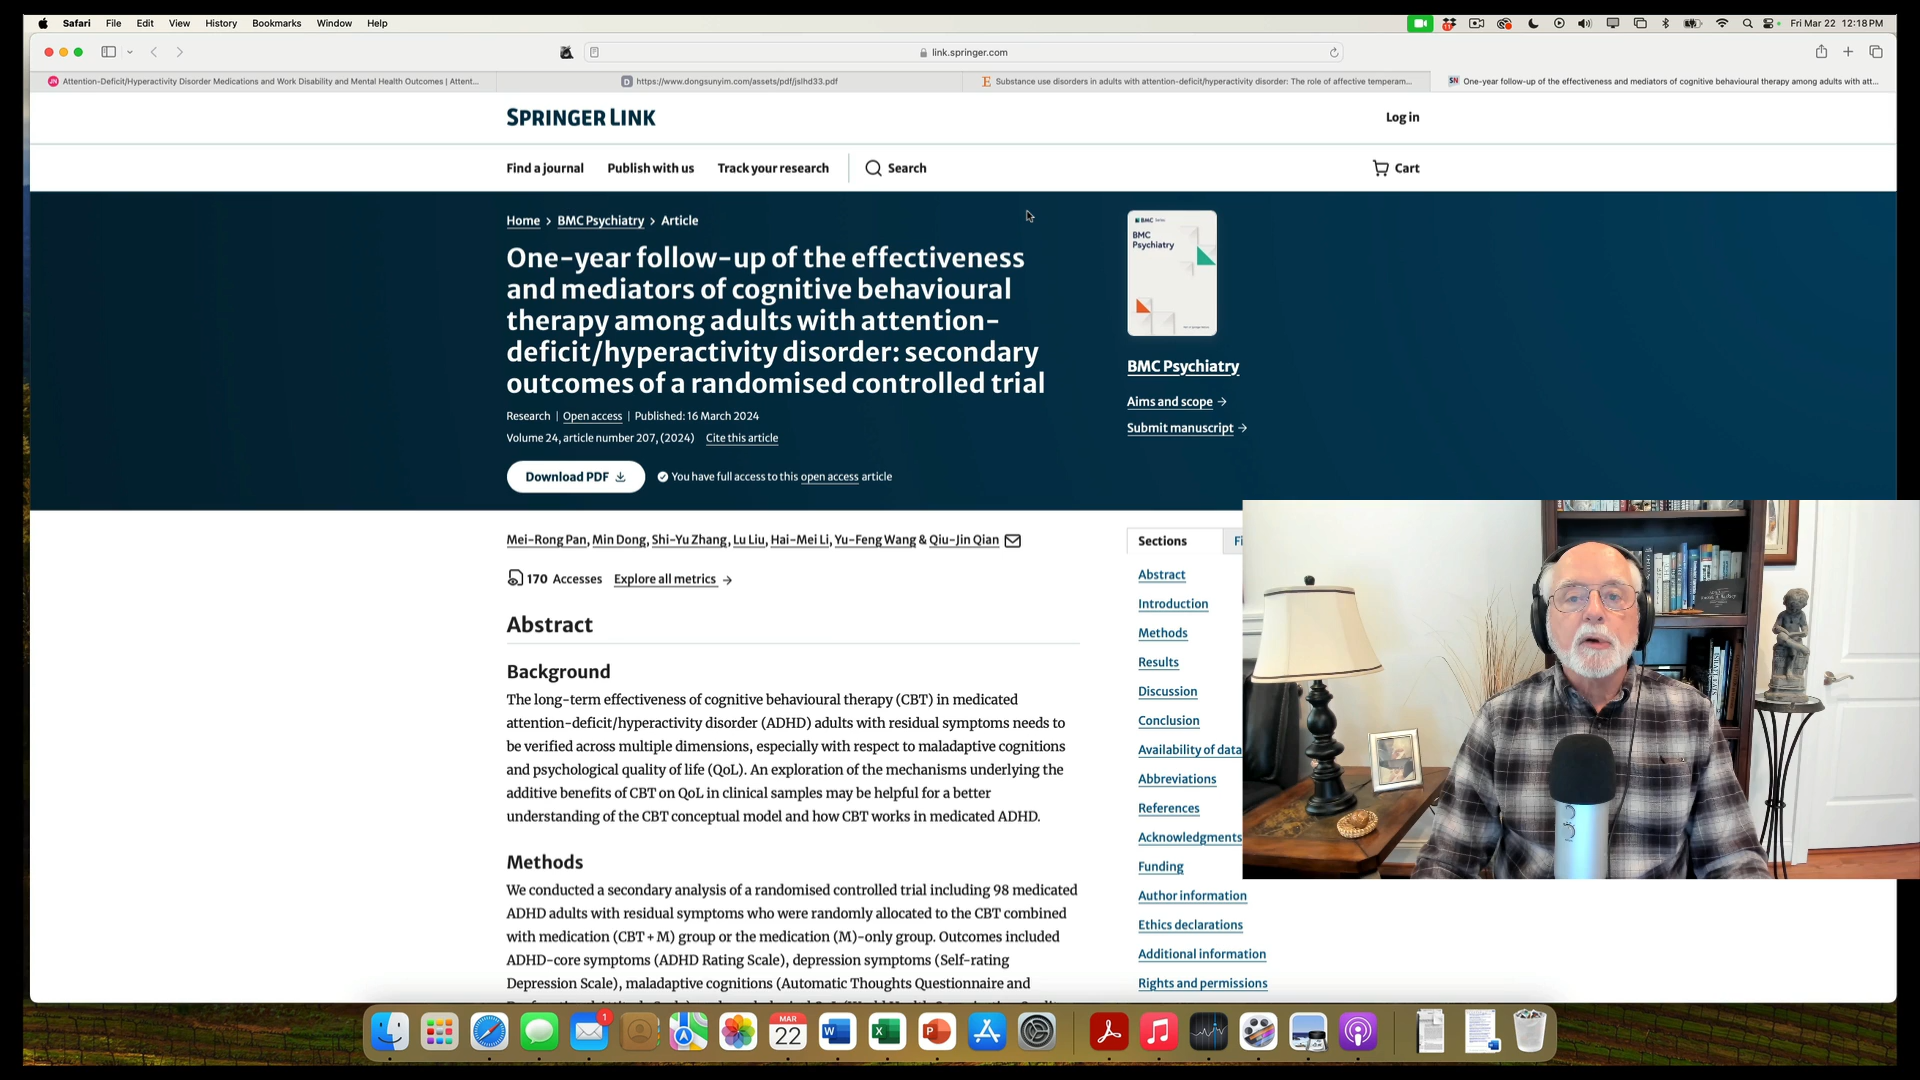 Safari File Edit View History Bookmarks Window Help
Fri Mar 22 12:18 PM
link.springer.com
Attention-Deficit/Hyperactivity Disorder Medications and Work Disability and Mental Health Outcomes | Attent...
https://www.dongsunyim.com/assets/pdf/jslhd33.pdf
Substance use disorders in adults with attention-deficit/hyperactivity disorder: The role of affective temperam...
One-year follow-up of the effectiveness and mediators of cognitive behavioural therapy among adults with att...
SPRINGER LINK
Log in
Find a journal Publish with us Track your research Search
Cart
Home > BMC Psychiatry > Article
One-year follow-up of the effectiveness
and mediators of cognitive behavioural
therapy among adults with attention-
deficit/hyperactivity disorder: secondary
outcomes of a randomised controlled trial
Research | Open access | Published: 16 March 2024
Volume 24, article number 207, (2024) Cite this article
Download PDF
You have full access to this open access article
BMC
BMC
Psychiatry
BMC Psychiatry
Aims and scope →
Submit manuscript →
Mei-Rong Pan, Min Dong, Shi-Yu Zhang, Lu Liu, Hai-Mei Li, Yu-Feng Wang & Qiu-Jin Qian
170 Accesses Explore all metrics →
Abstract
Background
The long-term effectiveness of cognitive behavioural therapy (CBT) in medicated
attention-deficit/hyperactivity disorder (ADHD) adults with residual symptoms needs to
be verified across multiple dimensions, especially with respect to maladaptive cognitions
and psychological quality of life (QoL). An exploration of the mechanisms underlying the
additive benefits of CBT on QoL in clinical samples may be helpful for a better
understanding of the CBT conceptual model and how CBT works in medicated ADHD.
Methods
We conducted a secondary analysis of a randomised controlled trial including 98 medicated
ADHD adults with residual symptoms who were randomly allocated to the CBT combined
with medication (CBT + M) group or the medication (M)-only group. Outcomes included
ADHD-core symptoms (ADHD Rating Scale), depression symptoms (Self-rating
Depression Scale), maladaptive cognitions (Automatic Thoughts Questionnaire and
Sections
Fi
Abstract
Introduction
Methods
Results
Discussion
Conclusion
Availability of data
Abbreviations
References
Acknowledgments
Funding
Author information
Ethics declarations
Additional information
Rights and permissions
1
MAR
22